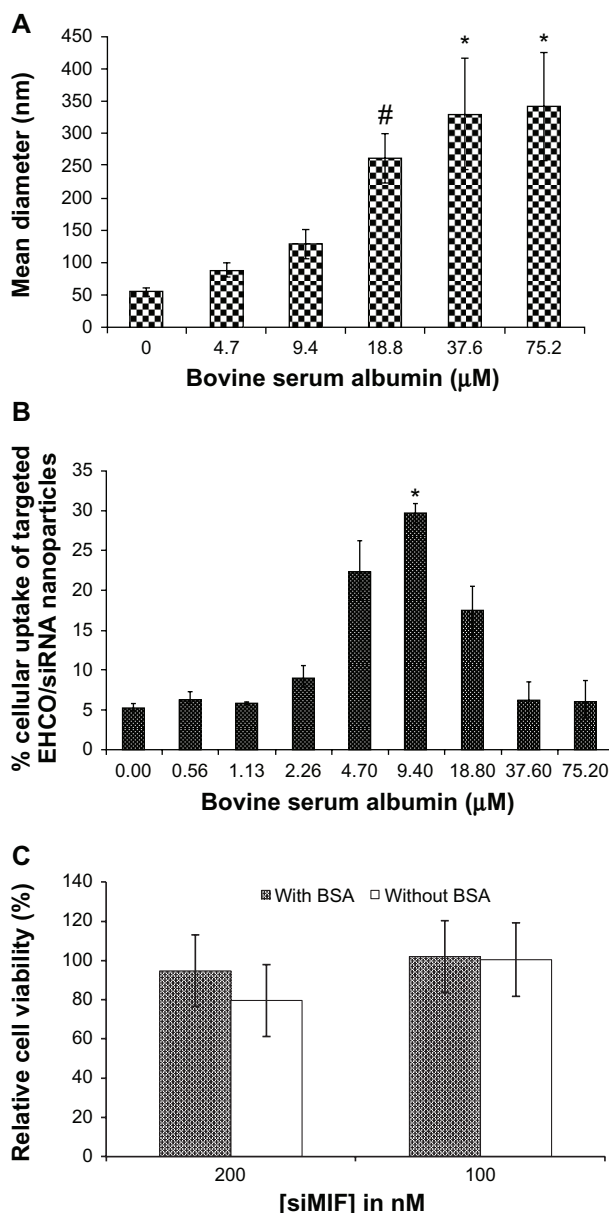 A
Mean diameter (nm)
450
400
350
300
250
200
150
100
50
0
#
*
*
0 4.7 9.4 18.8 37.6 75.2
Bovine serum albumin (µM)
B
% cellular uptake of targeted
EHCO/siRNA nanoparticles
35
30
25
20
15
10
5
0
*
0.00 0.56 1.13 2.26 4.70 9.40 18.80 37.60 75.20
Bovine serum albumin (µM)
C
Relative cell viability (%)
140
120
100
80
60
40
20
0
With BSA Without BSA
200 100
[siMIF] in nM